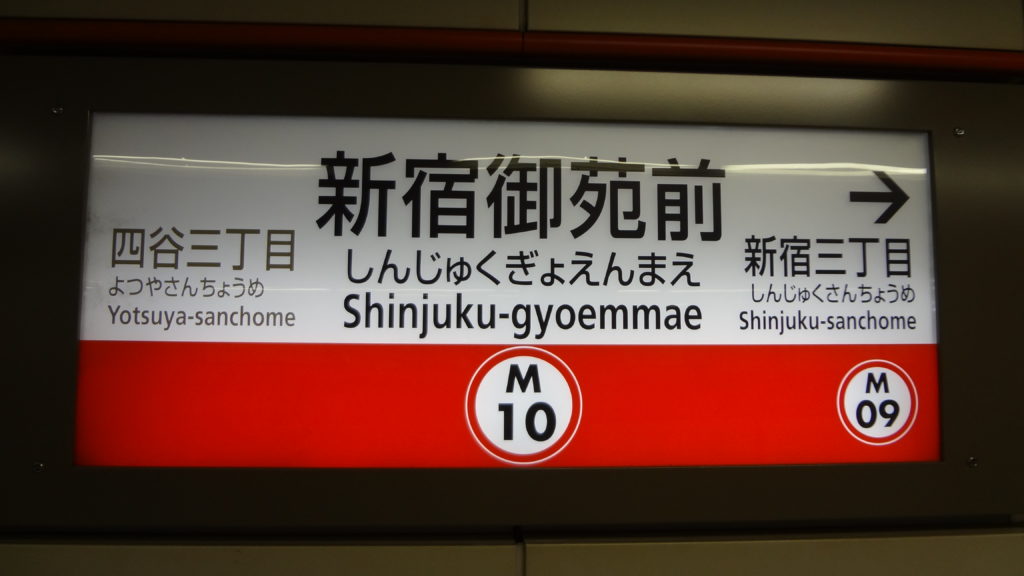 新宿御苑前
しんじゅくぎょえんまえ
Shinjuku-gyoemmae
四谷三丁目
よつやさんちょうめ
Yotsuya-sanchome
→
新宿三丁目
しんじゅくさんちょうめ
Shinjuku-sanchome
M
10
M
09